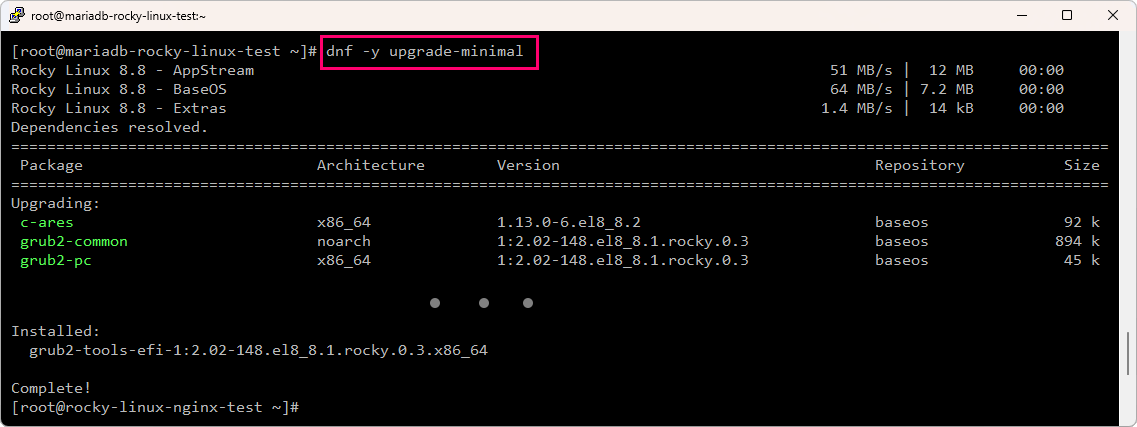 root@mariadb-rocky-linux-test:~
[root@mariadb-rocky-linux-test ~]# dnf -y upgrade-minimal
Rocky Linux 8.8 - AppStream 51 MB/s | 12 MB 00:00
Rocky Linux 8.8 - BaseOS 64 MB/s | 7.2 MB 00:00
Rocky Linux 8.8 - Extras 1.4 MB/s | 14 kB 00:00
Dependencies resolved.
================================================================================
Package Architecture Version Repository Size
================================================================================
Upgrading:
c-ares x86_64 1.13.0-6.el8_8.2 baseos 92 k
grub2-common noarch 1:2.02-148.el8_8.1.rocky.0.3 baseos 894 k
grub2-pc x86_64 1:2.02-148.el8_8.1.rocky.0.3 baseos 45 k
Installed:
grub2-tools-efi-1:2.02-148.el8_8.1.rocky.0.3.x86_64
Complete!
[root@rocky-linux-nginx-test ~]#